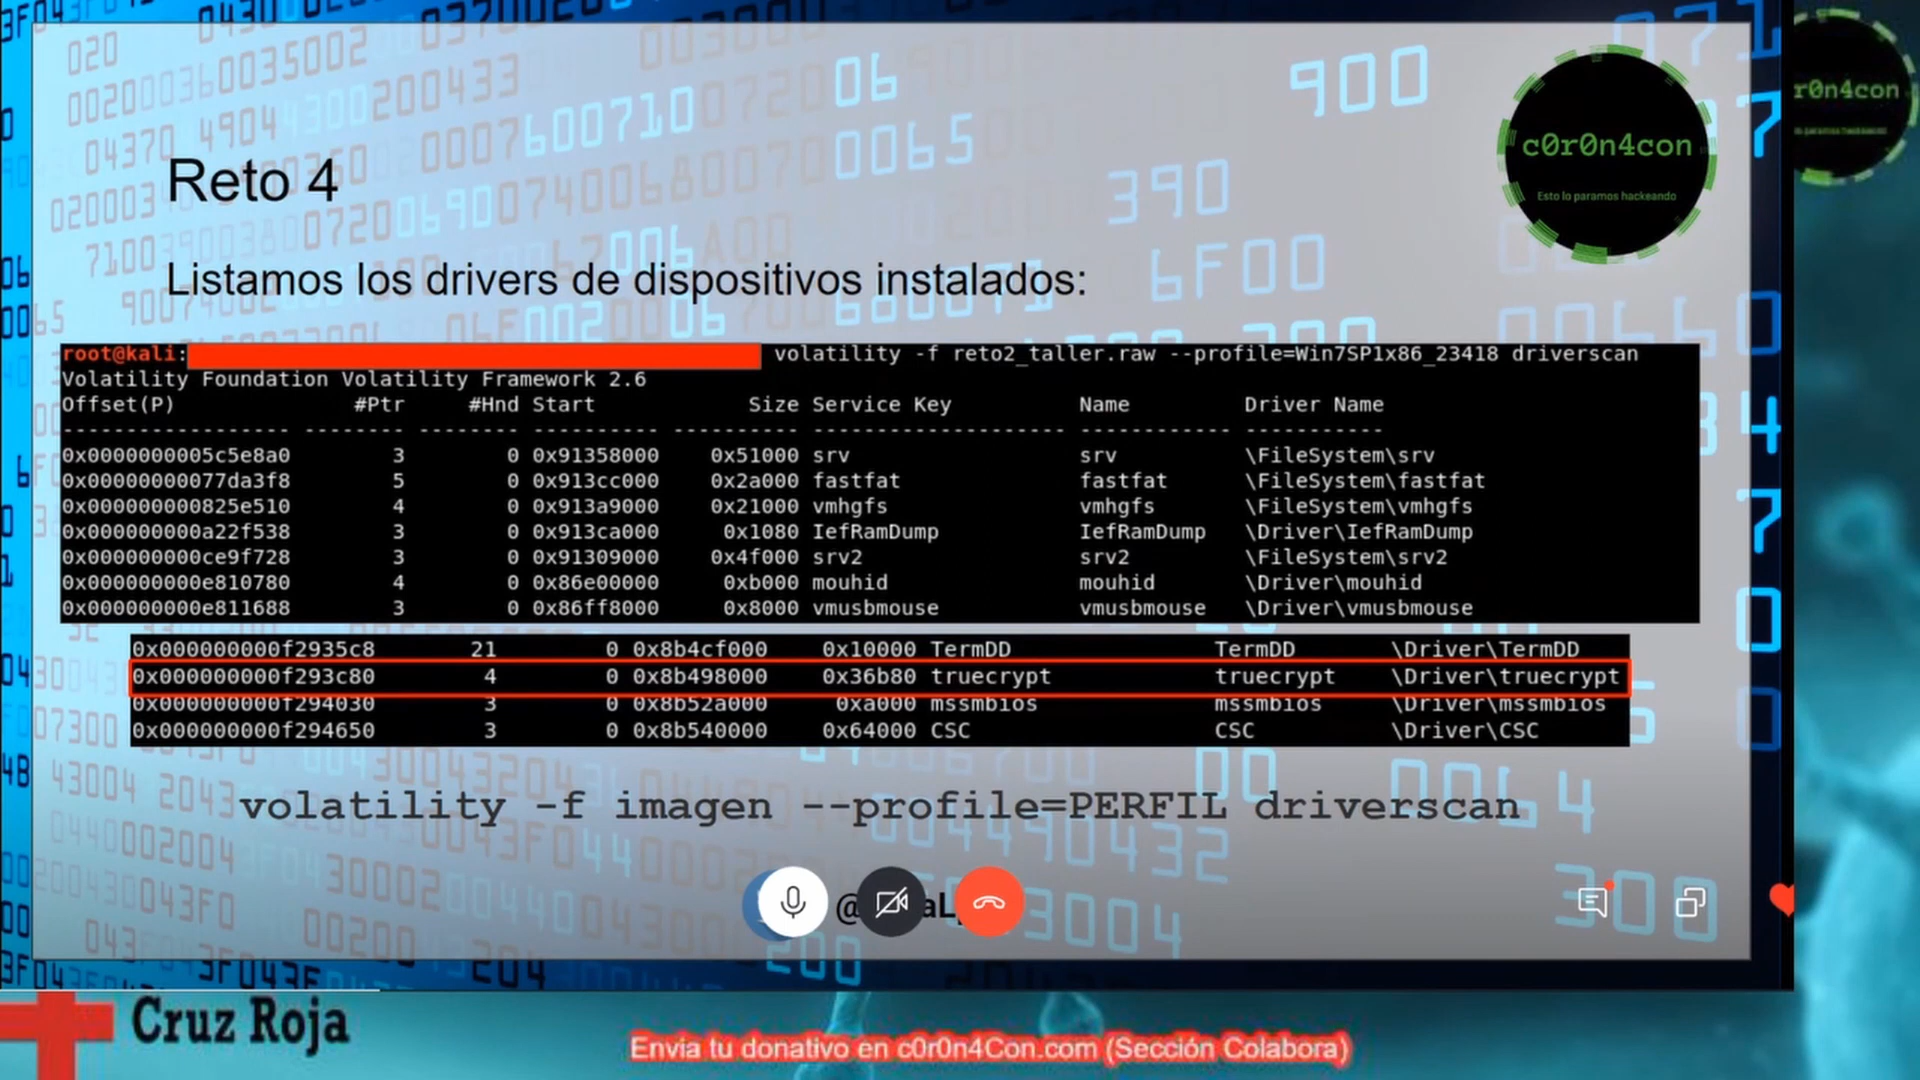 c0r0n4con
Esto lo paramos hackeando
r0n4con
Reto 4
Listamos los drivers de dispositivos instalados:
root@kali: volatility -f reto2_taller.raw --profile=Win7SP1x86_23418 driverscan
Volatility Foundation Volatility Framework 2.6
Offset(P) #Ptr #Hnd Start Size Service Key Name Driver Name
------------------ -------- -------- ---------- ---------- -------------------- ------------ -----------
0x0000000005c5e8a0 3 0 0x91358000 0x51000 srv srv \FileSystem\srv
0x00000000077da3f8 5 0 0x913cc000 0x2a000 fastfat fastfat \FileSystem\fastfat
0x000000000825e510 4 0 0x913a9000 0x21000 vmhgfs vmhgfs \FileSystem\vmhgfs
0x000000000a22f538 3 0 0x913ca000 0x1080 IefRamDump IefRamDump \Driver\IefRamDump
0x000000000ce9f728 3 0 0x91309000 0x4f000 srv2 srv2 \FileSystem\srv2
0x000000000e810780 4 0 0x86e00000 0xb000 mouhid mouhid \Driver\mouhid
0x000000000e811688 3 0 0x86ff8000 0x8000 vmusbmouse vmusbmouse \Driver\vmusbmouse
0x000000000f2935c8 21 0 0x8b4cf000 0x10000 TermDD TermDD \Driver\TermDD
0x000000000f293c80 4 0 0x8b498000 0x36b80 truecrypt truecrypt \Driver\truecrypt
0x000000000f294030 3 0 0x8b52a000 0xa000 mssmbios mssmbios \Driver\mssmbios
0x000000000f294650 3 0 0x8b540000 0x64000 CSC CSC \Driver\CSC
volatility -f imagen --profile=PERFIL driverscan
Cruz Roja
Envia tu donativo en c0r0n4Con.com (Sección Colabora)